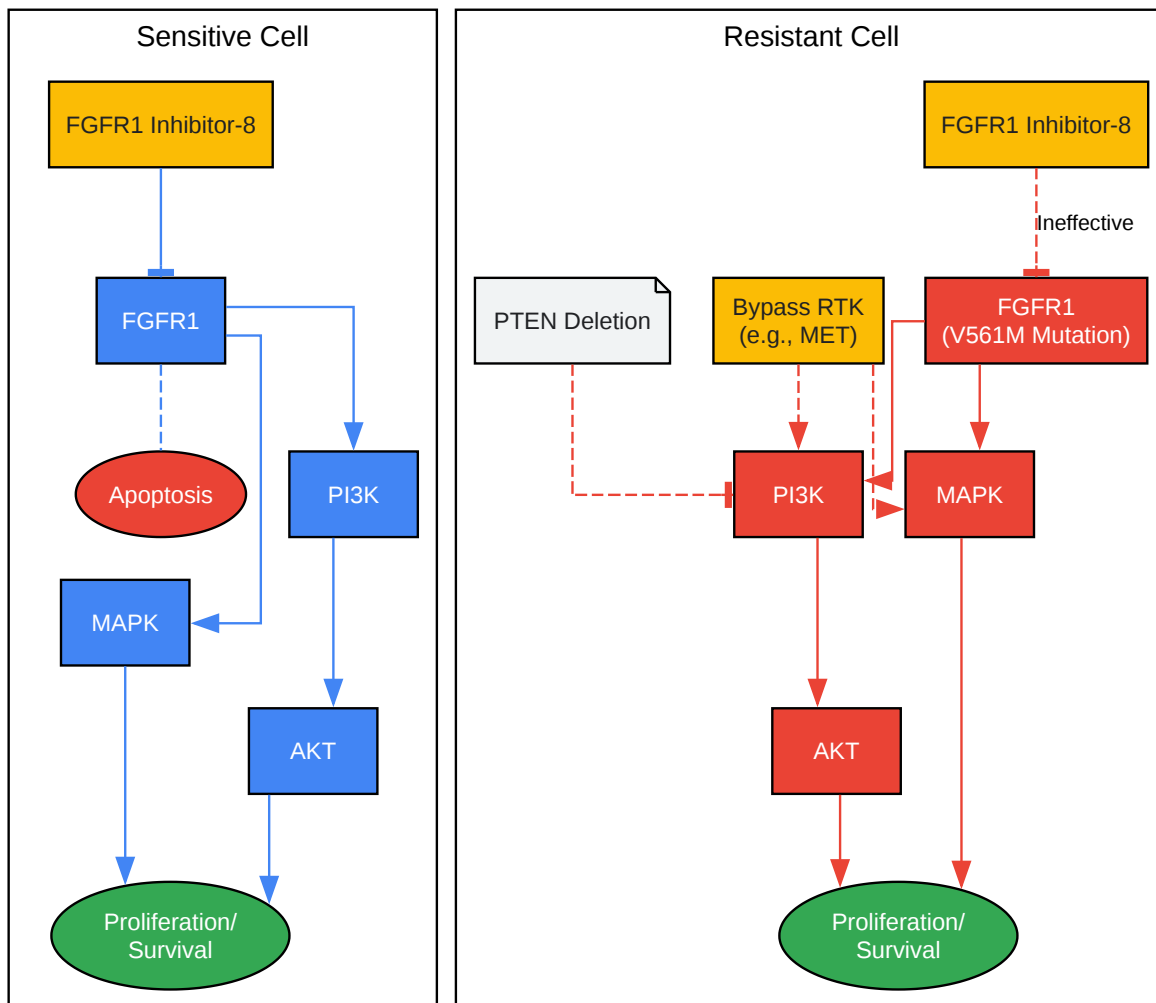 Sensitive Cell
FGFR1 Inhibitor-8
FGFR1
Apoptosis
PI3K
MAPK
AKT
Proliferation/
Survival
Resistant Cell
FGFR1 Inhibitor-8
Ineffective
PTEN Deletion
Bypass RTK
(e.g., MET)
FGFR1
(V561M Mutation)
PI3K
MAPK
AKT
Proliferation/
Survival